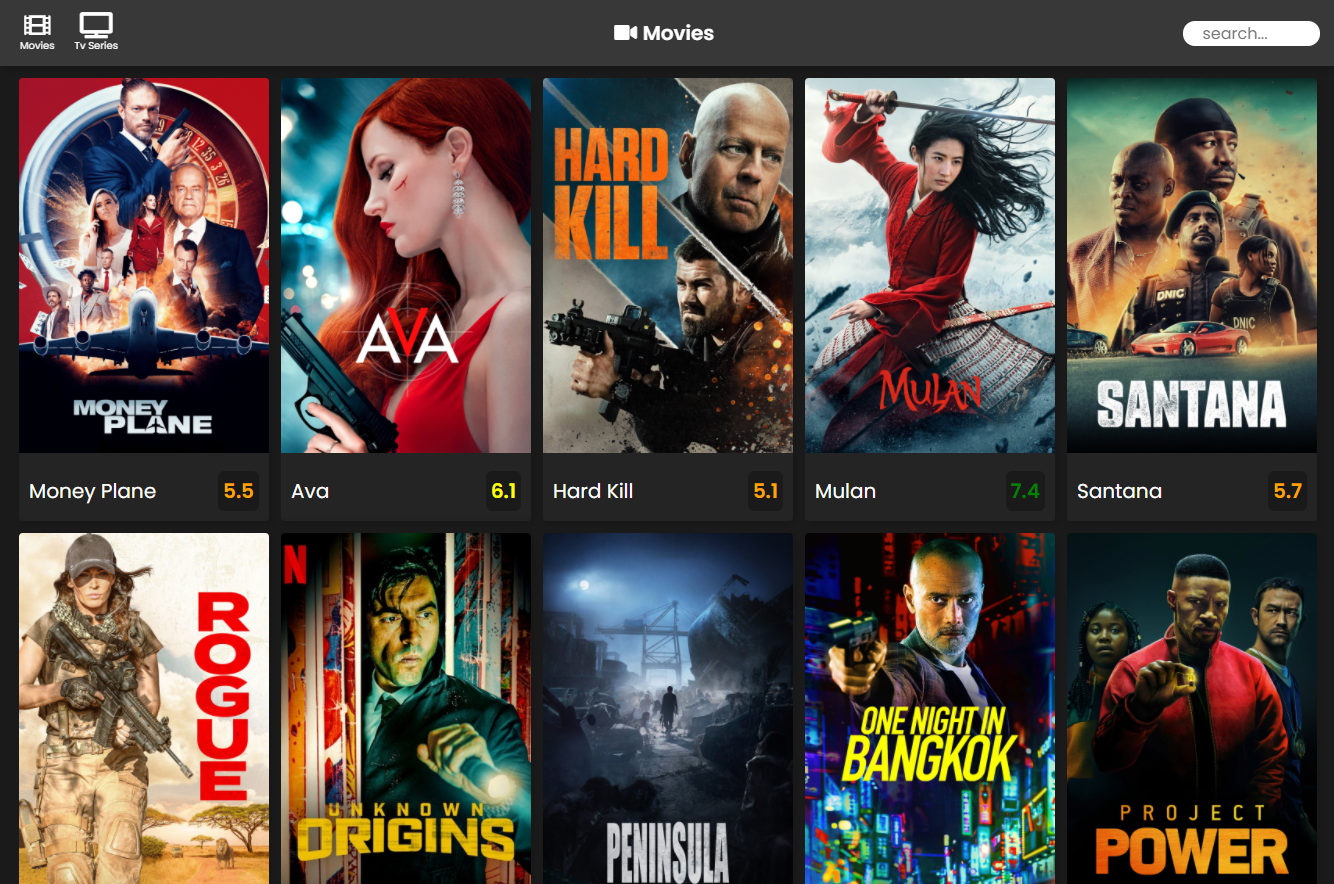 Movies
Tv Series
Movies
search...
MONEY
PLANE
AVA
HARD
KILL
MULAN
DNIC
DNIC
SANTANA
Money Plane
5.5
Ava
6.1
Hard Kill
5.1
Mulan
7.4
Santana
5.7
ROGUE
N
UNKNOWN
ORIGINS
PENINSULA
ONE NIGHT IN
BANGKOK
PROJECT
POWER